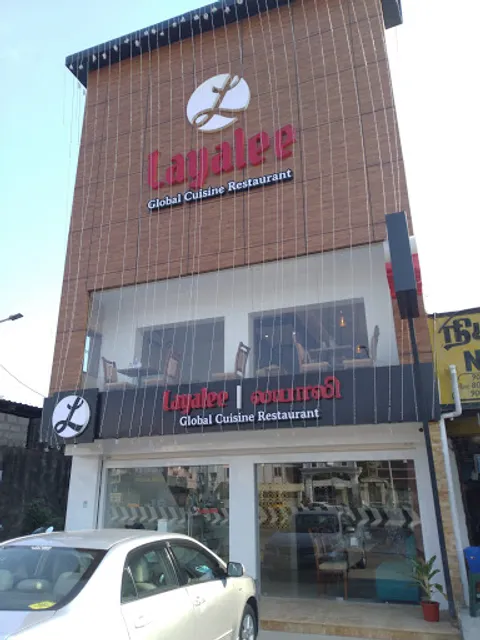 L
Layalee
Global Cuisine Restaurant
L
Layalee | லயாலி
Global Cuisine Restaurant